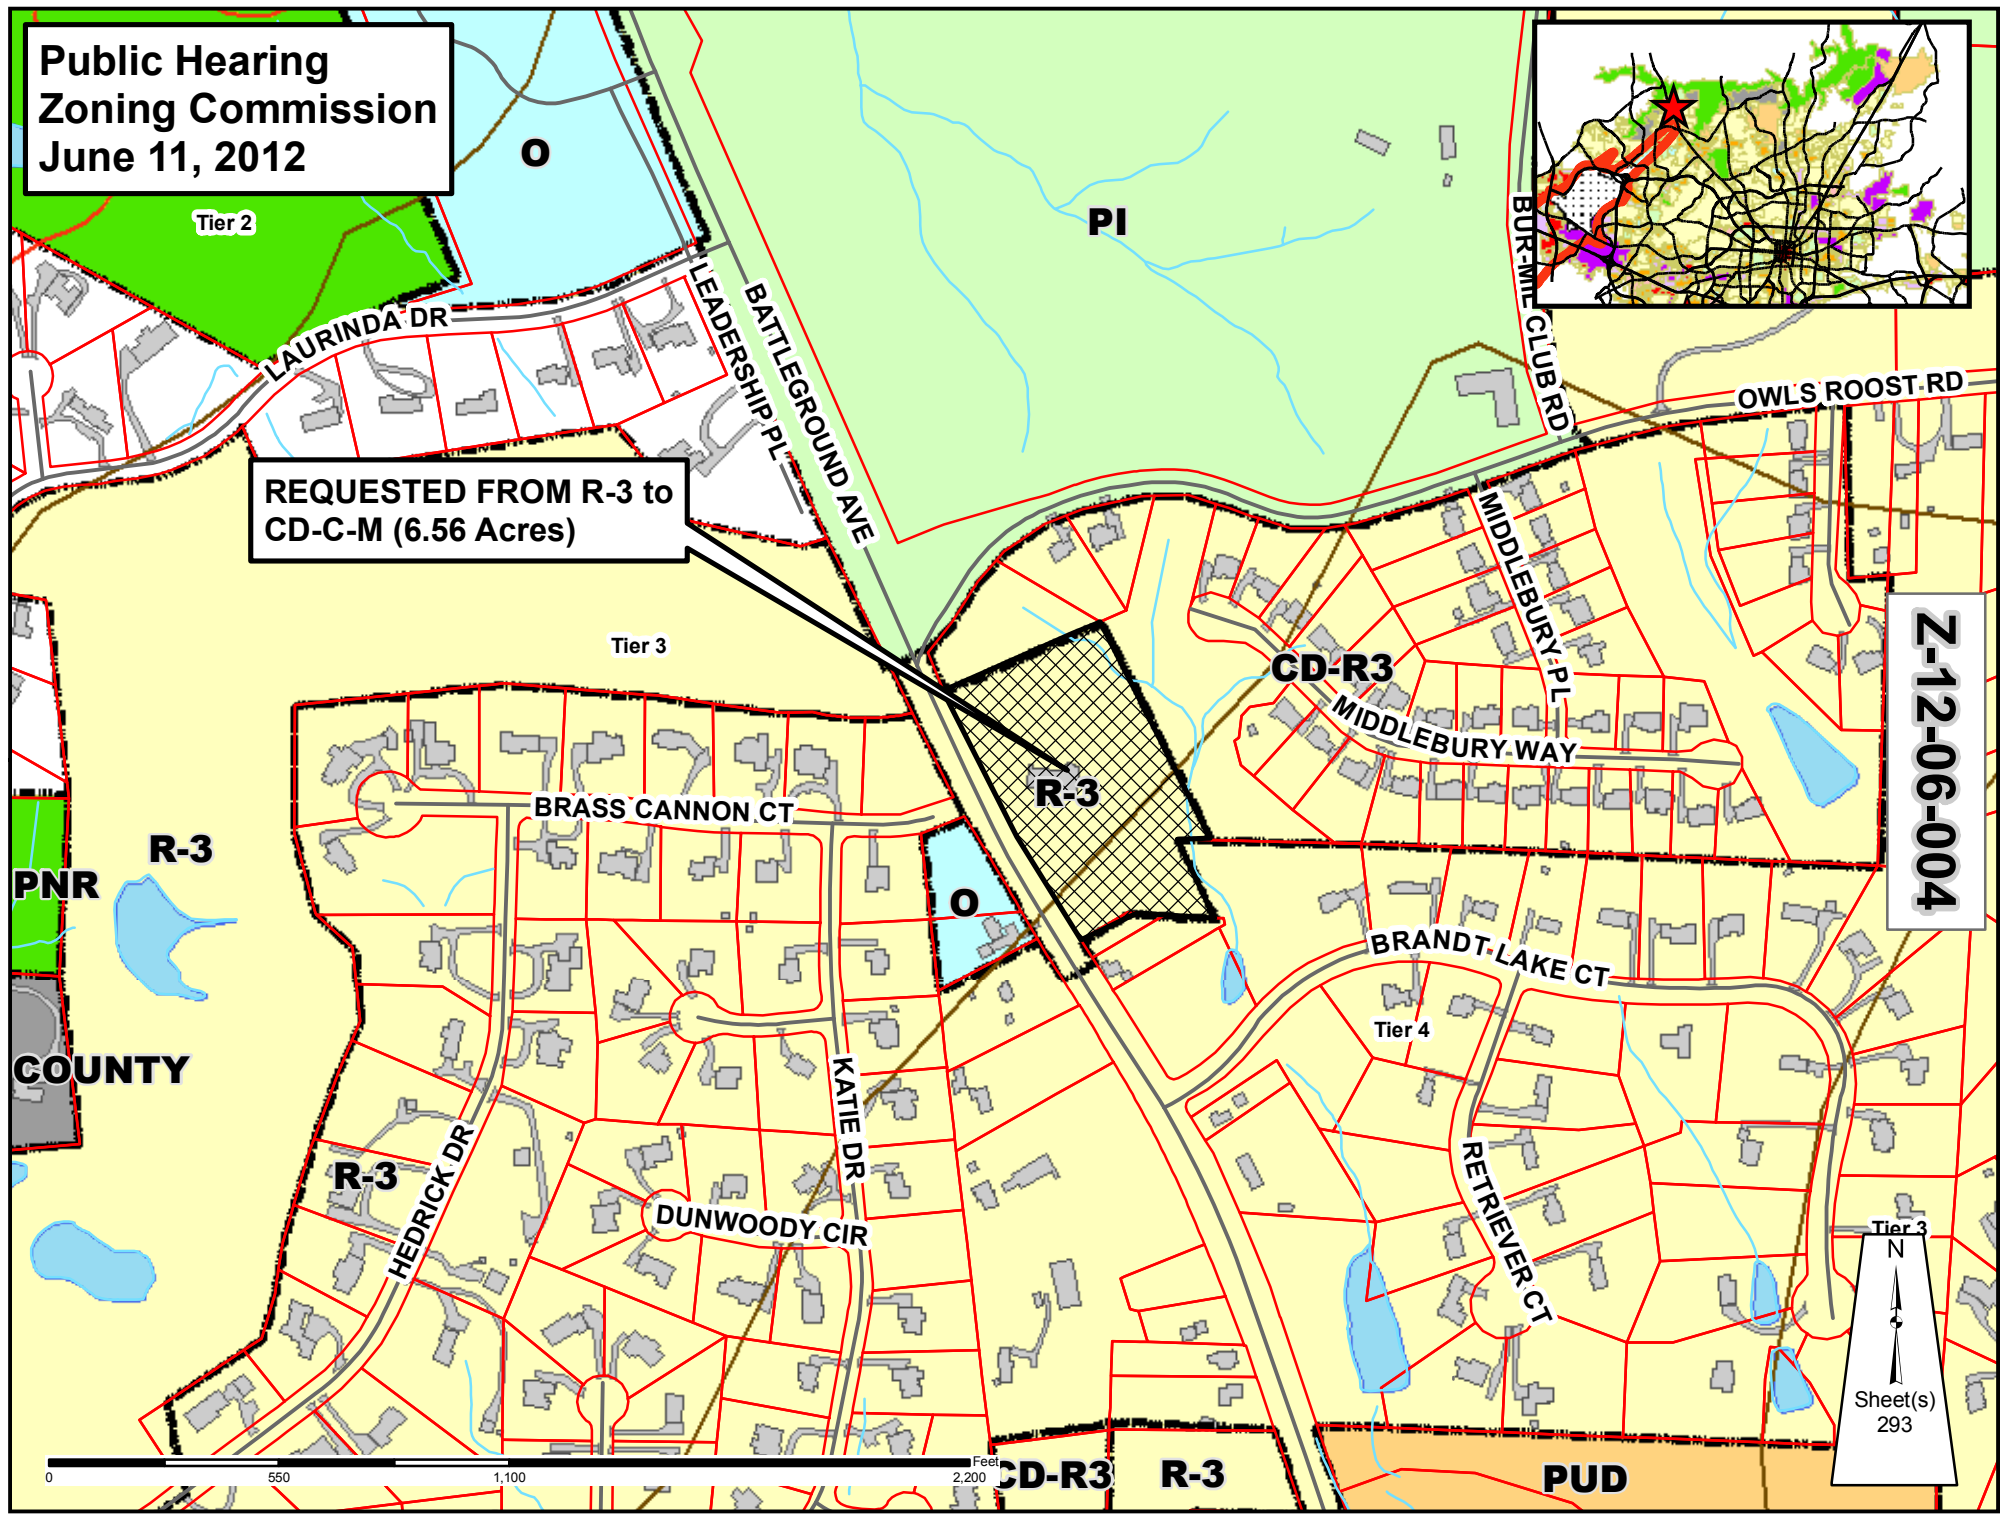 Public Hearing
Zoning Commission
June 11, 2012
O
Tier 2
PI
LAURINDA DR
LEADERSHIP PL
BATTLEGROUND AVE
BUR-MIL CLUB RD
OWLS ROOST RD
REQUESTED FROM R-3 to
CD-C-M (6.56 Acres)
MIDDLEBURY PL
Tier 3
CD-R3
MIDDLEBURY WAY
Z-12-06-004
R-3
BRASS CANNON CT
R-3
PNR
O
BRANDT LAKE CT
Tier 4
COUNTY
KATIE DR
R-3
HEDRICK DR
DUNWOODY CIR
RETRIEVER CT
Tier 3
N
Sheet(s)
293
0 550 1,100 2,200 Feet
CD-R3
R-3
PUD